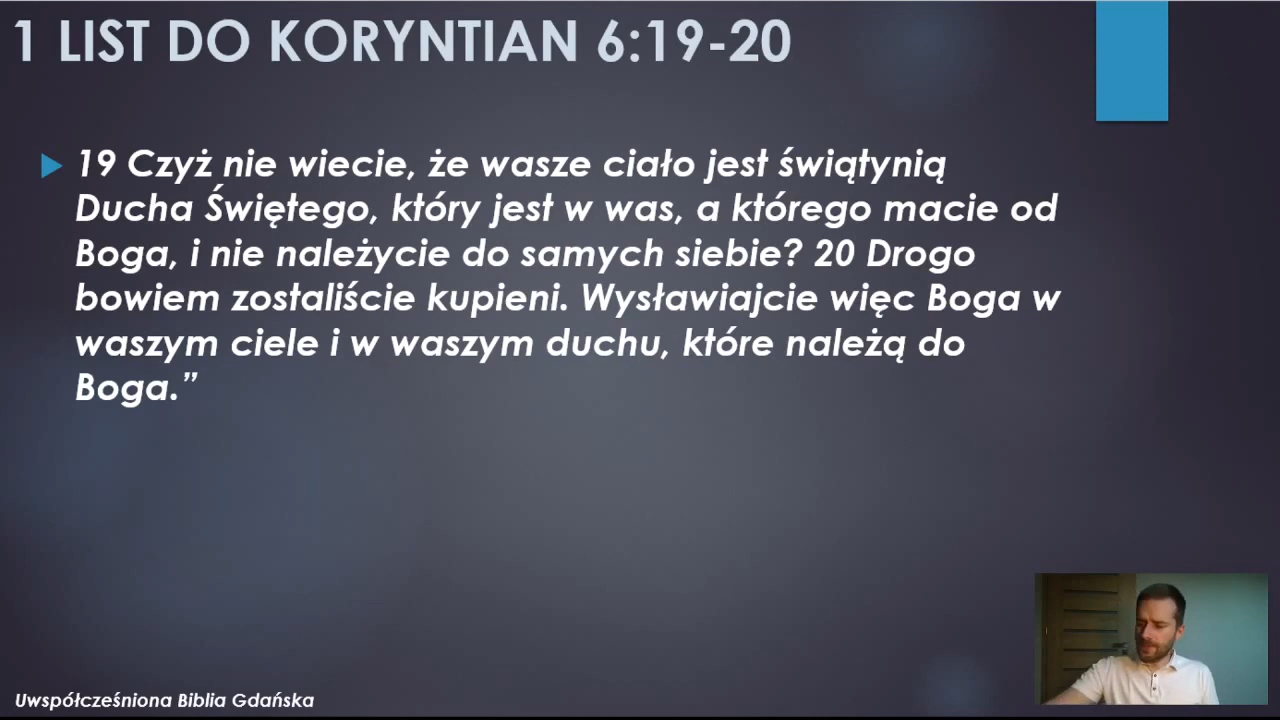 1 LIST DO KORYNTIAN 6:19-20
19 Czyż nie wiecie, że wasze ciało jest świątynią
Ducha Świętego, który jest w was, a którego macie od
Boga, i nie należycie do samych siebie? 20 Drogo
bowiem zostaliście kupieni. Wysławiajcie więc Boga w
waszym ciele i w waszym duchu, które należą do
Boga.”
Uwspółcześniona Biblia Gdańska